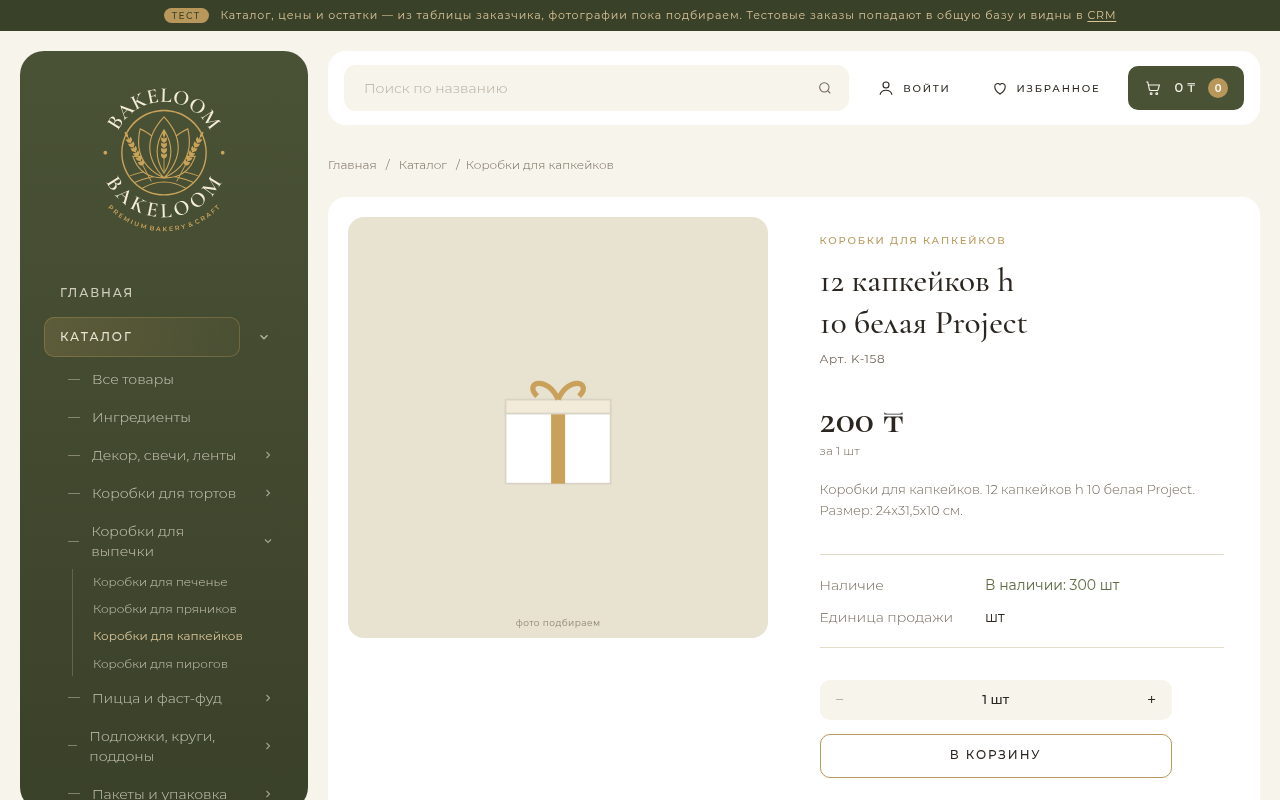 ТЕСТ Каталог, цены и остатки — из таблицы заказчика, фотографии пока подбираем. Тестовые заказы попадают в общую базу и видны в CRM
BAKELOOM
BAKELOOM
PREMIUM BAKERY & CRAFT
ГЛАВНАЯ
КАТАЛОГ
Все товары
Ингредиенты
Декор, свечи, ленты
Коробки для тортов
Коробки для
выпечки
Коробки для печенье
Коробки для пряников
Коробки для капкейков
Коробки для пирогов
Пицца и фаст-фуд
Подложки, круги,
поддоны
Пакеты и упаковка
Поиск по названию
ВОЙТИ
ИЗБРАННОЕ
0 ₸ 0
Главная / Каталог / Коробки для капкейков
фото подбираем
КОРОБКИ ДЛЯ КАПКЕЙКОВ
12 капкейков h
10 белая Project
Арт. K-158
200 ₸
за 1 шт
Коробки для капкейков. 12 капкейков h 10 белая Project.
Размер: 24x31,5x10 см.
Наличие В наличии: 300 шт
Единица продажи шт
− 1 шт +
В КОРЗИНУ